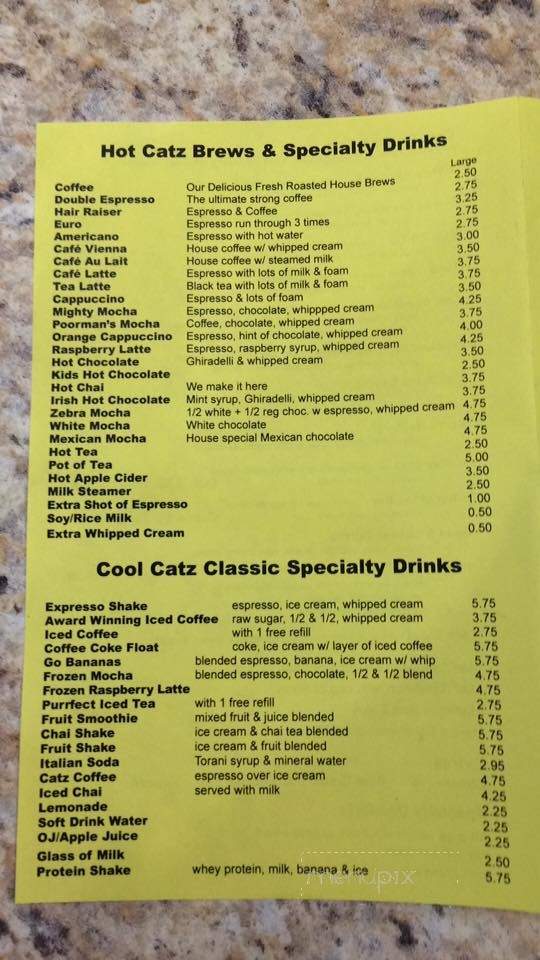 Hot Catz Brews & Specialty Drinks
Large
Coffee Our Delicious Fresh Roasted House Brews 2.50
Double Espresso The ultimate strong coffee 2.75
Hair Raiser Espresso & Coffee 3.25
Euro Espresso run through 3 times 2.75
Americano Espresso with hot water 2.75
Café Vienna House coffee w/ whipped cream 3.00
Café Au Lait House coffee w/ steamed milk 3.50
Café Latte Espresso with lots of milk & foam 3.75
Tea Latte Black tea with lots of milk & foam 3.75
Cappuccino Espresso & lots of foam 3.50
Mighty Mocha Espresso, chocolate, whippped cream 4.25
Poorman's Mocha Coffee, chocolate, whipped cream 3.75
Orange Cappuccino Espresso, hint of chocolate, whipped cream 4.00
Raspberry Latte Espresso, raspberry syrup, whipped cream 4.25
Hot Chocolate Ghiradelli & whipped cream 3.50
Kids Hot Chocolate 2.50
Hot Chai We make it here 3.75
Irish Hot Chocolate Mint syrup, Ghiradelli, whipped cream 3.75
Zebra Mocha 1/2 white + 1/2 reg choc. w espresso, whipped cream 4.75
White Mocha White chocolate 4.75
Mexican Mocha House special Mexican chocolate 4.75
Hot Tea 2.50
Pot of Tea 5.00
Hot Apple Cider 3.50
Milk Steamer 2.50
Extra Shot of Espresso 1.00
Soy/Rice Milk 0.50
Extra Whipped Cream 0.50
Cool Catz Classic Specialty Drinks
Expresso Shake espresso, ice cream, whipped cream 5.75
Award Winning Iced Coffee raw sugar, 1/2 & 1/2, whipped cream 3.75
Iced Coffee with 1 free refill 2.75
Coffee Coke Float coke, ice cream w/ layer of iced coffee 5.75
Go Bananas blended espresso, banana, ice cream w/ whip 5.75
Frozen Mocha blended espresso, chocolate, 1/2 & 1/2 blend 4.75
Frozen Raspberry Latte 4.75
Purrfect Iced Tea with 1 free refill 2.75
Fruit Smoothie mixed fruit & juice blended 5.75
Chai Shake ice cream & chai tea blended 5.75
Fruit Shake ice cream & fruit blended 5.75
Italian Soda Torani syrup & mineral water 2.95
Catz Coffee espresso over ice cream 4.75
Iced Chai served with milk 4.25
Lemonade 2.25
Soft Drink Water 2.25
OJ/Apple Juice 2.25
Glass of Milk 2.50
Protein Shake whey protein, milk, banana & ice 5.75
menupix